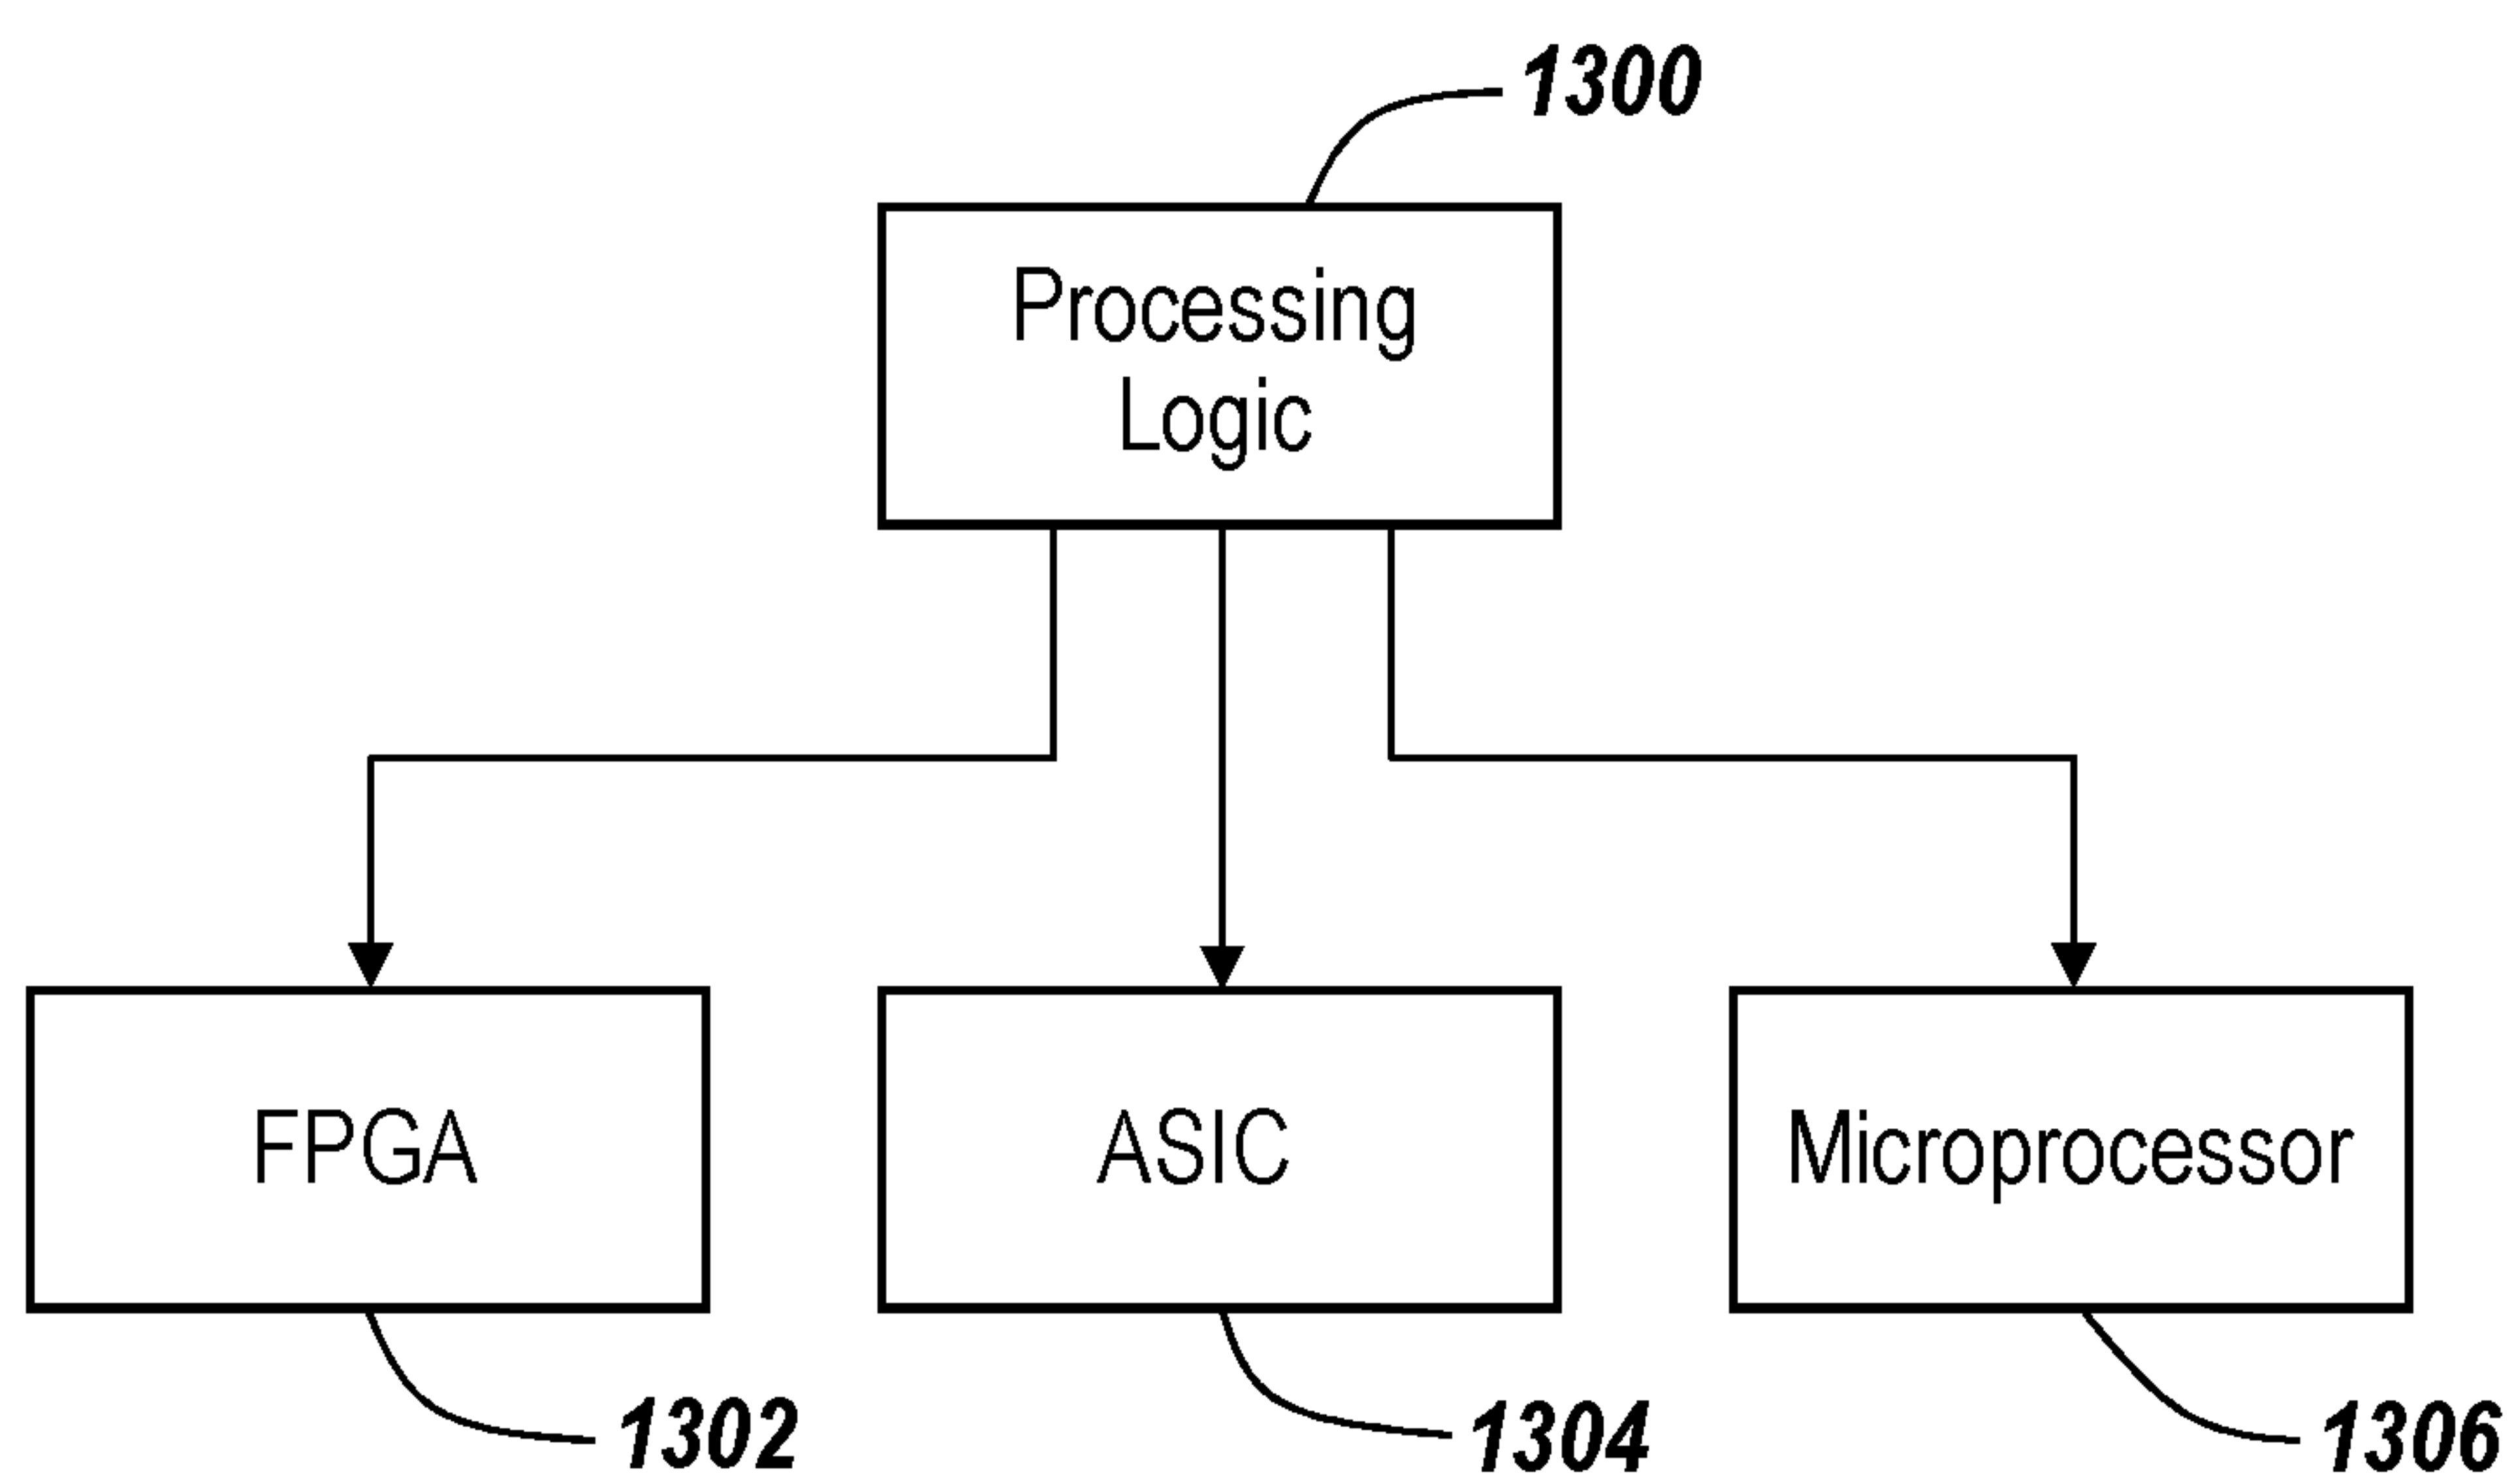 1300
Processing
Logic
FPGA
ASIC
Microprocessor
1302
1304
1306